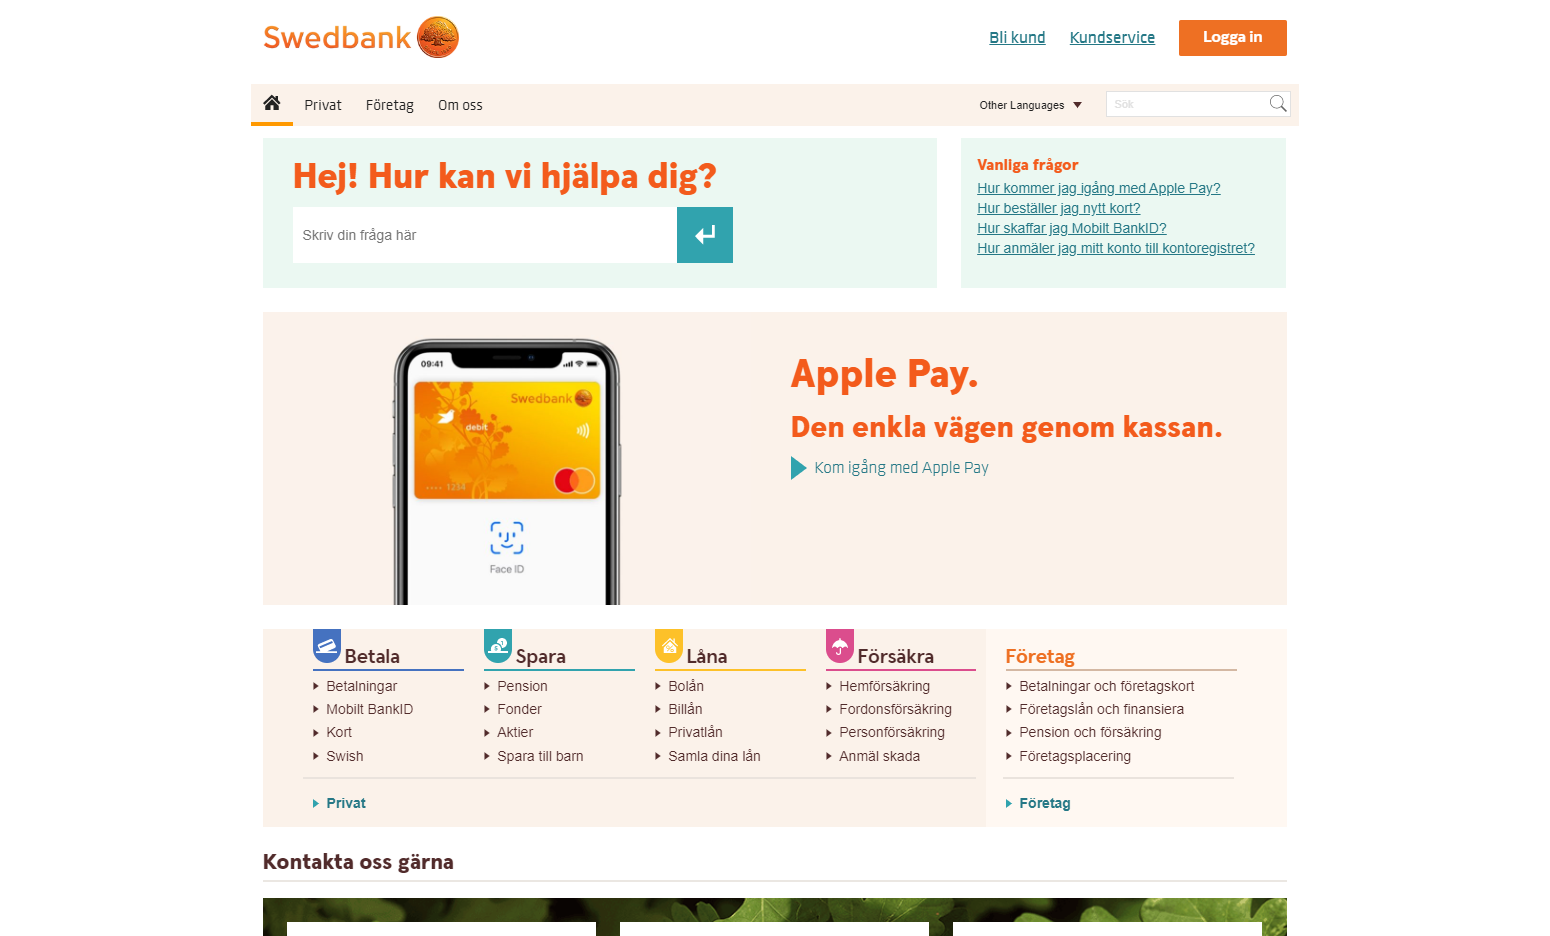 Swedbank
Bli kund
Kundservice
Logga in
Privat
Företag
Om oss
Other Languages
Sök
Hej! Hur kan vi hjälpa dig?
Skriv din fråga här
Vanliga frågor
Hur kommer jag igång med Apple Pay?
Hur beställer jag nytt kort?
Hur skaffar jag Mobilt BankID?
Hur anmäler jag mitt konto till kontoregistret?
09:41
Swedbank
debit
1234
Face ID
Apple Pay.
Den enkla vägen genom kassan.
Kom igång med Apple Pay
Betala
Betalningar
Mobilt BankID
Kort
Swish
Spara
Pension
Fonder
Aktier
Spara till barn
Låna
Bolån
Billån
Privatlån
Samla dina lån
Försäkra
Hemförsäkring
Fordonsförsäkring
Personförsäkring
Anmäl skada
Privat
Företag
Betalningar och företagskort
Företagslån och finansiera
Pension och försäkring
Företagsplacering
Företag
Kontakta oss gärna